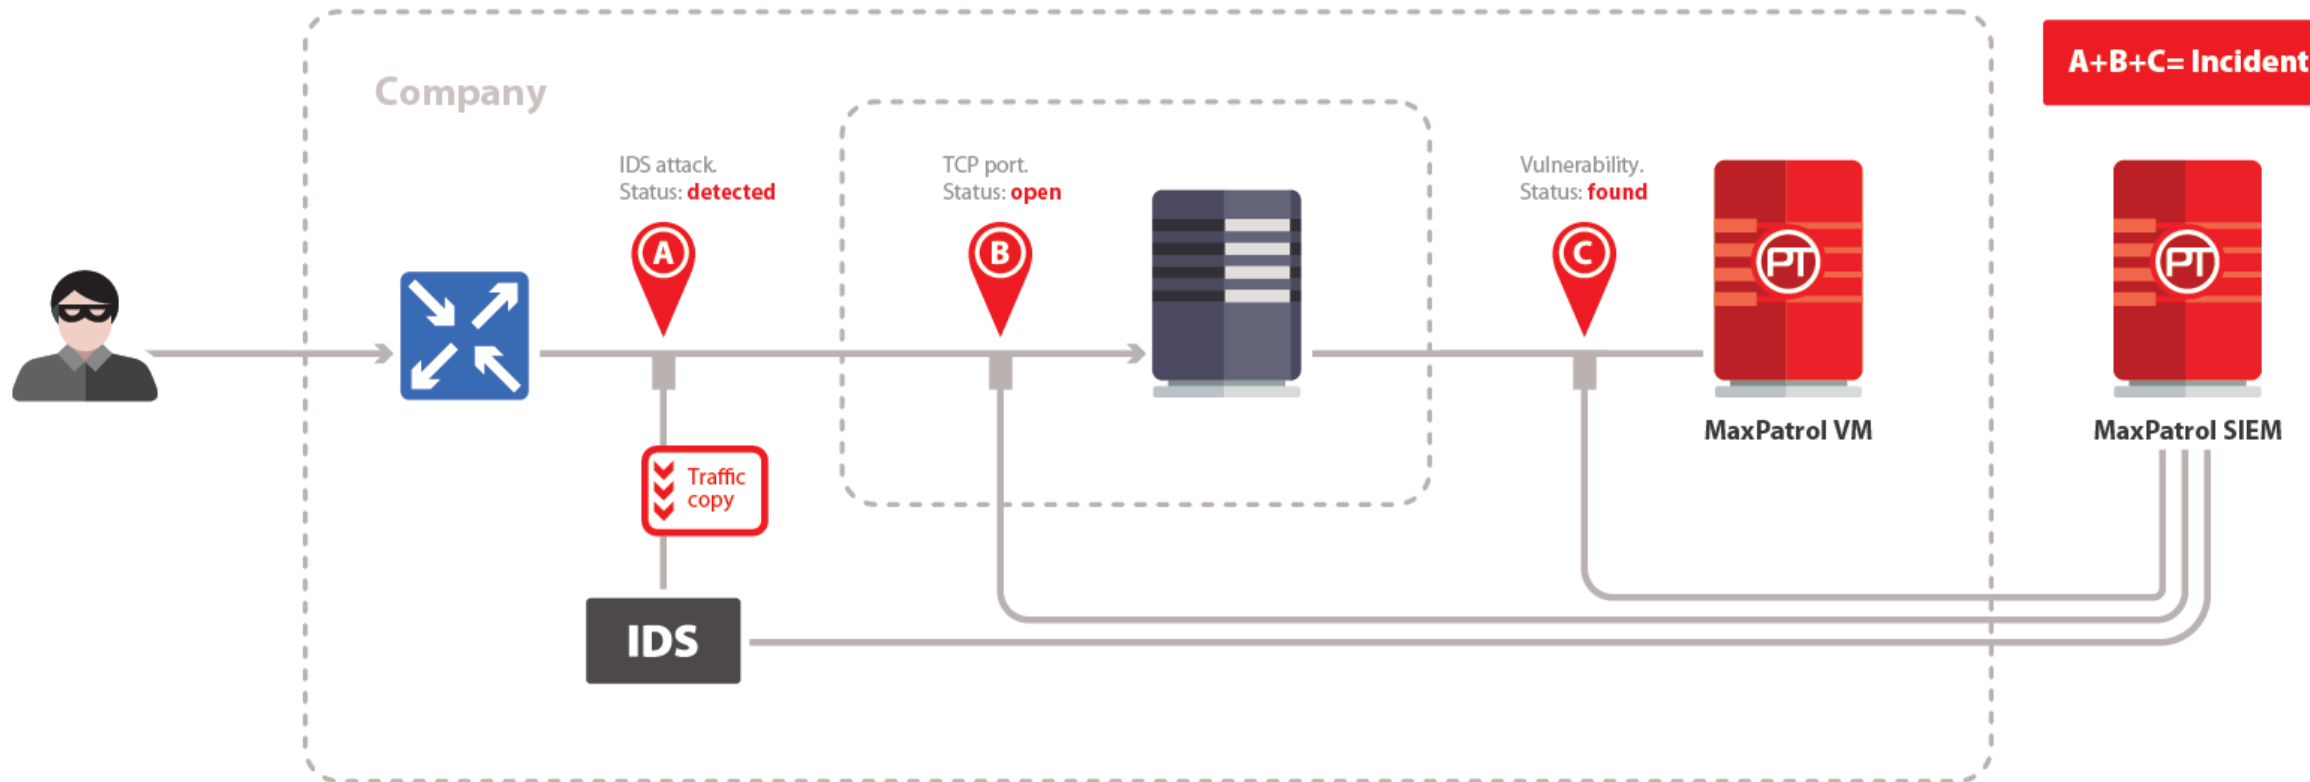 A+B+C= Incident
Company
IDS attack.
Status: detected
TCP port.
Status: open
Vulnerability.
Status: found
A
B
C
PT
PT
MaxPatrol VM
MaxPatrol SIEM
Traffic
copy
IDS